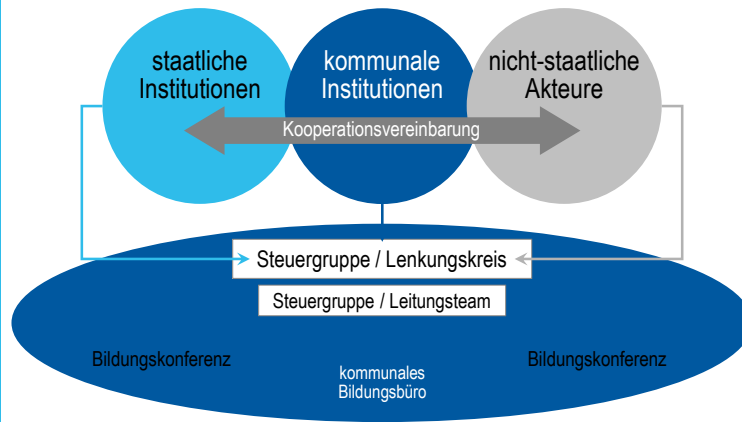 staatliche
Institutionen
kommunale
Institutionen
nicht-staatliche
Akteure
Kooperationsvereinbarung
Steuergruppe / Lenkungskreis
Steuergruppe / Leitungsteam
Bildungskonferenz
kommunales
Bildungsbüro
Bildungskonferenz